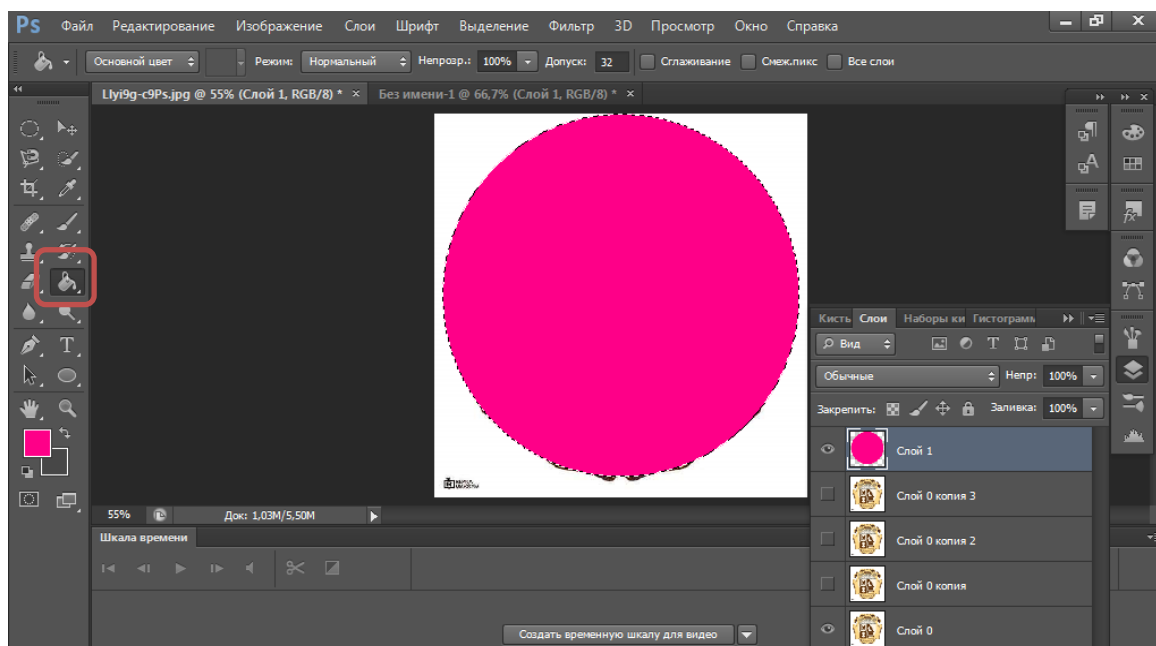 Ps Файл Редактирование Изображение Слои Шрифт Выделение Фильтр 3D Просмотр Окно Справка
Основной цвет Режим: Нормальный Непрозр.: 100% Допуск: 32 Сглаживание Смеж.пикс Все слои
Llyi9g-c9Ps.jpg @ 55% (Слой 1, RGB/8) * × Без имени-1 @ 66,7% (Слой 1, RGB/8) * ×
Кисть Слои Наборы ки Гистограмм
Вид
Обычные Непр: 100%
Закрепить: Заливка: 100%
Слой 1
Слой 0 копия 3
Слой 0 копия 2
Слой 0 копия
Слой 0
55% Док: 1,03M/5,50M
Шкала времени
Создать временную шкалу для видео